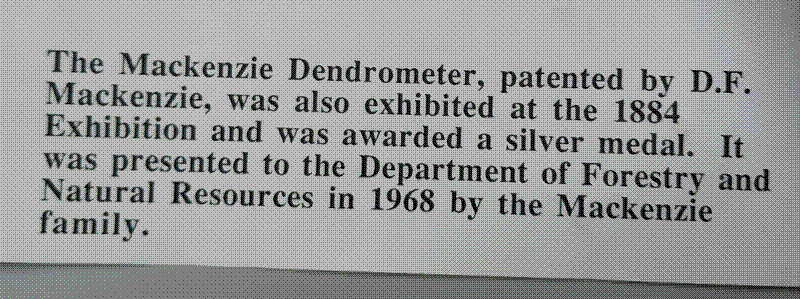 The Mackenzie Dendrometer, patented by D.F.
Mackenzie, was also exhibited at the 1884
Exhibition and was awarded a silver medal. It
was presented to the Department of Forestry and
Natural Resources in 1968 by the Mackenzie
family.